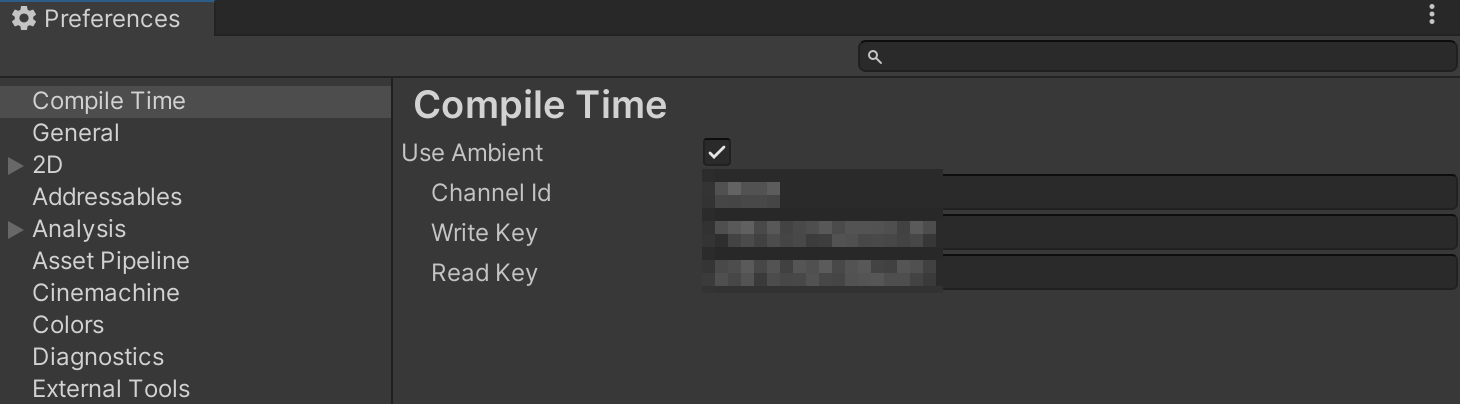 Preferences
Compile Time
General
2D
Addressables
Analysis
Asset Pipeline
Cinemachine
Colors
Diagnostics
External Tools
Compile Time
Use Ambient
Channel Id
Write Key
Read Key